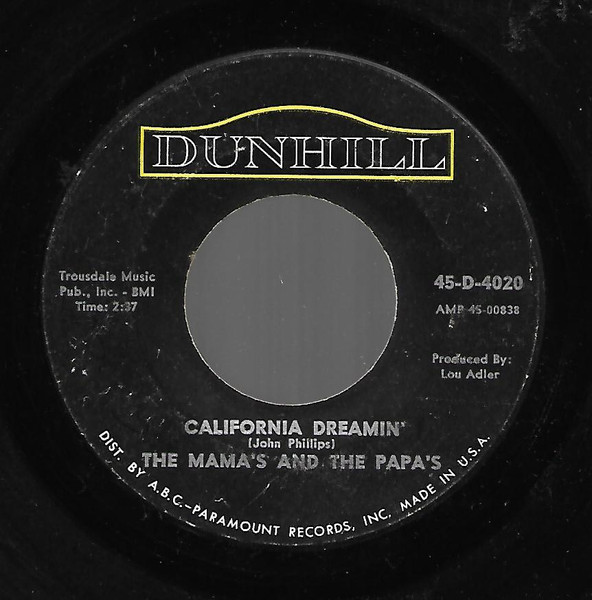 DUNHILL
Trousdale Music
Pub., Inc. - BMI
Time: 2:37
45-D-4020
AMP 45-00838
Produced By:
Lou Adler
CALIFORNIA DREAMIN'
(John Phillips)
THE MAMA'S AND THE PAPA'S
DIST. BY A.B.C.-PARAMOUNT RECORDS, INC. MADE IN U.S.A.